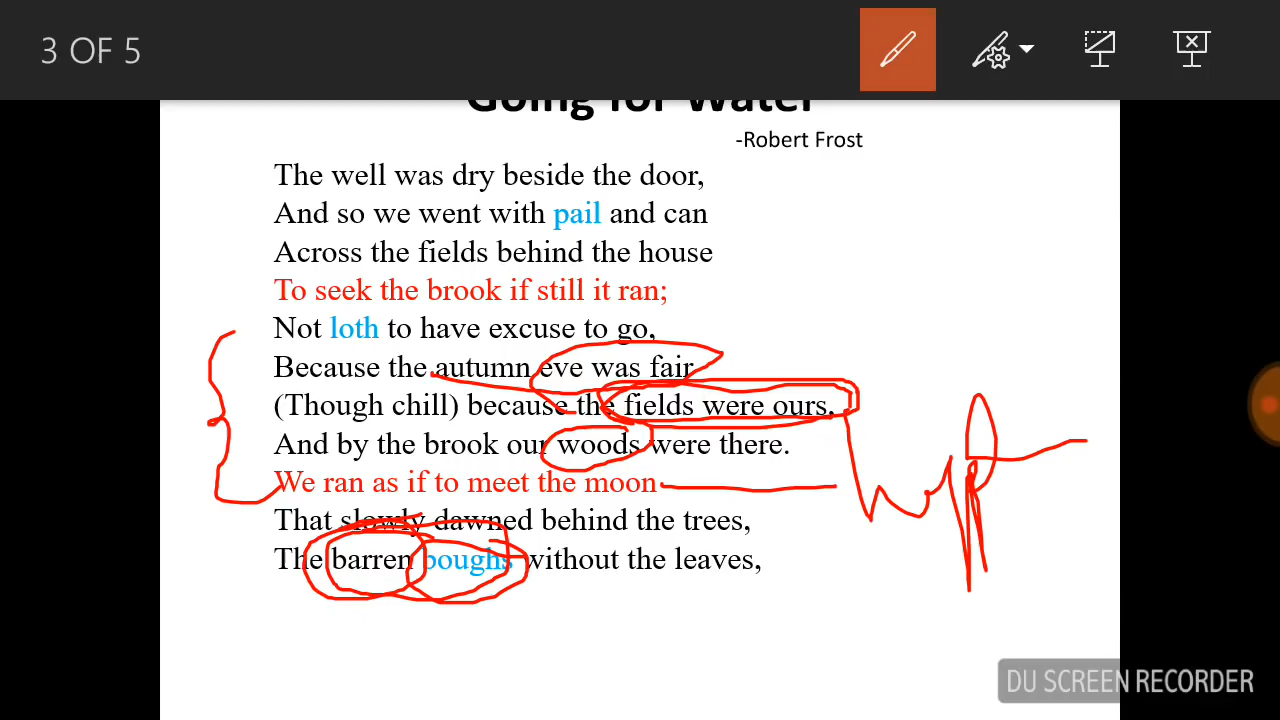 3 OF 5
Going for Water
-Robert Frost
The well was dry beside the door,
And so we went with pail and can
Across the fields behind the house
To seek the brook if still it ran;
Not loth to have excuse to go,
Because the autumn eve was fair
(Though chill) because the fields were ours,
And by the brook our woods were there.
We ran as if to meet the moon
That slowly dawned behind the trees,
The barren boughs without the leaves,
DU SCREEN RECORDER